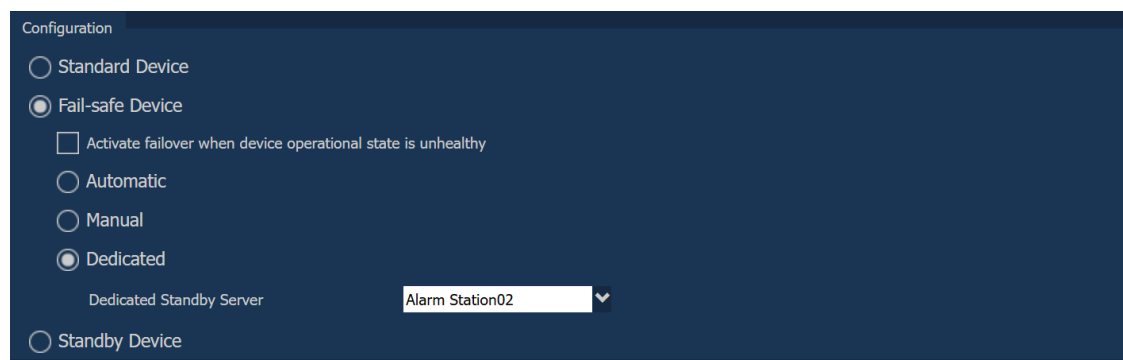 Configuration
Standard Device
Fail-safe Device
Activate failover when device operational state is unhealthy
Automatic
Manual
Dedicated
Dedicated Standby Server Alarm Station02
Standby Device